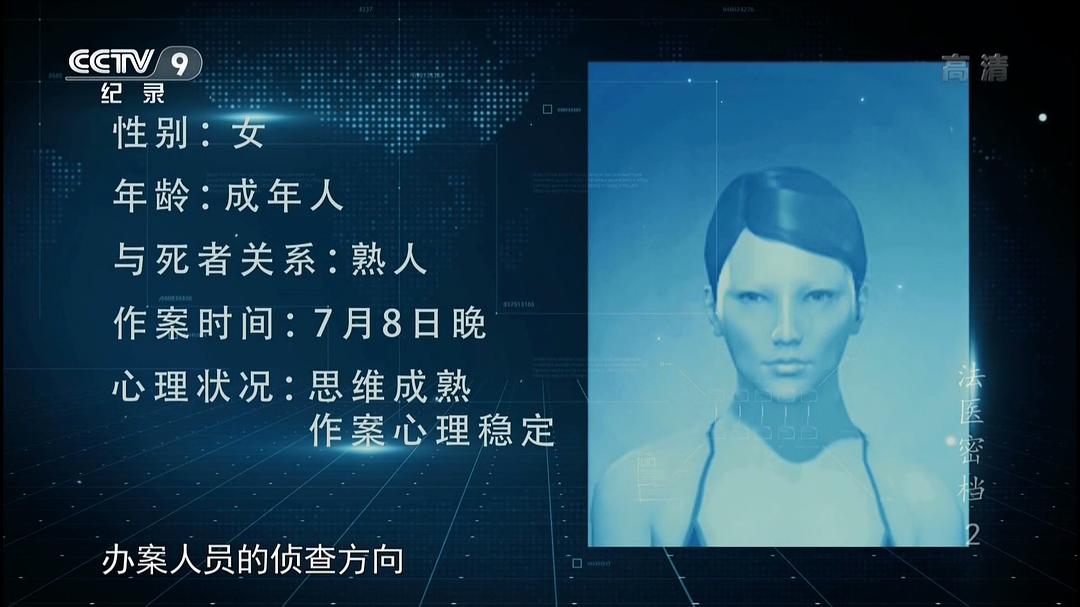 CCTV 9
纪录
高清
性别：女
年龄：成年人
与死者关系：熟人
作案时间：7月8日晚
心理状况：思维成熟
作案心理稳定
法医密档
2
办案人员的侦查方向